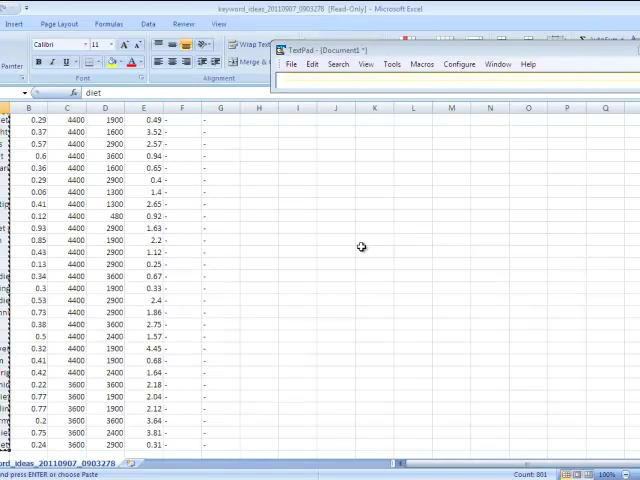 keyword_ideas_20110907_0903278 [Read-Only] - Microsoft Excel
Insert Page Layout Formulas Data Review View
Calibri 11 A A Wrap Text
Painter B I U A Merge &
Font Alignment
TestPad - [Document1 *]
File Edit Search View Tools Macros Configure Window Help
fx diet
B C D E F G H I J K L M N O P Q
0.29 4400 1900 0.49 - -
0.37 4400 1600 3.52 - -
0.57 4400 2900 2.57 - -
0.6 4400 3600 0.94 - -
0.36 4400 1600 0.65 - -
0.29 4400 2900 0.4 - -
0.06 4400 1300 1.4 - -
0.41 4400 1300 2.65 - -
0.12 4400 480 0.92 - -
0.93 4400 2900 1.63 - -
0.85 4400 1900 2.2 - -
0.43 4400 2900 1.12 - -
0.13 4400 2900 0.25 - -
0.34 4400 3600 0.67 - -
0.3 4400 1900 0.33 - -
0.53 4400 2900 2.4 - -
0.73 4400 2900 1.86 - -
0.38 4400 3600 2.75 - -
0.5 4400 2400 1.57 - -
0.32 4400 1900 4.45 - -
0.41 4400 1900 0.68 - -
0.42 4400 2400 1.64 - -
0.22 3600 3600 2.18 - -
0.77 3600 1900 2.04 - -
0.77 3600 1900 2.12 - -
0.2 3600 3600 3.64 - -
0.75 3600 2400 3.81 - -
0.24 3600 2900 0.31 - -
ord_ideas_20110907_0903278
and press ENTER or choose Paste Count: 801 100%